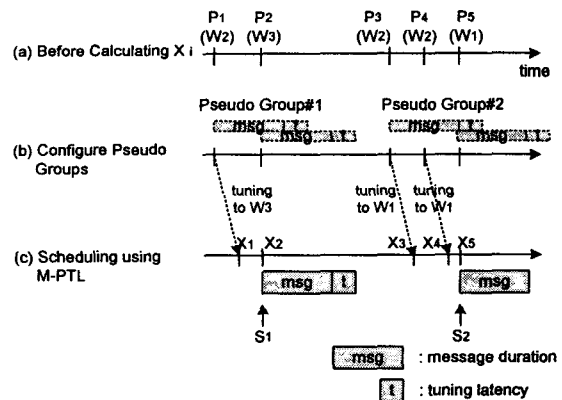 P1 P2 P3 P4 P5
(W2) (W3) (W2) (W2) (W1)
(a) Before Calculating X i
time
Pseudo Group#1 Pseudo Group#2
msg t msg t
msg t msg t
(b) Configure Pseudo
Groups
tuning tuning tuning
to W3 to W1 to W1
X1 X2 X3 X4 X5
(c) Scheduling using
M-PTL
msg t msg
S1 S2
msg : message duration
t : tuning latency